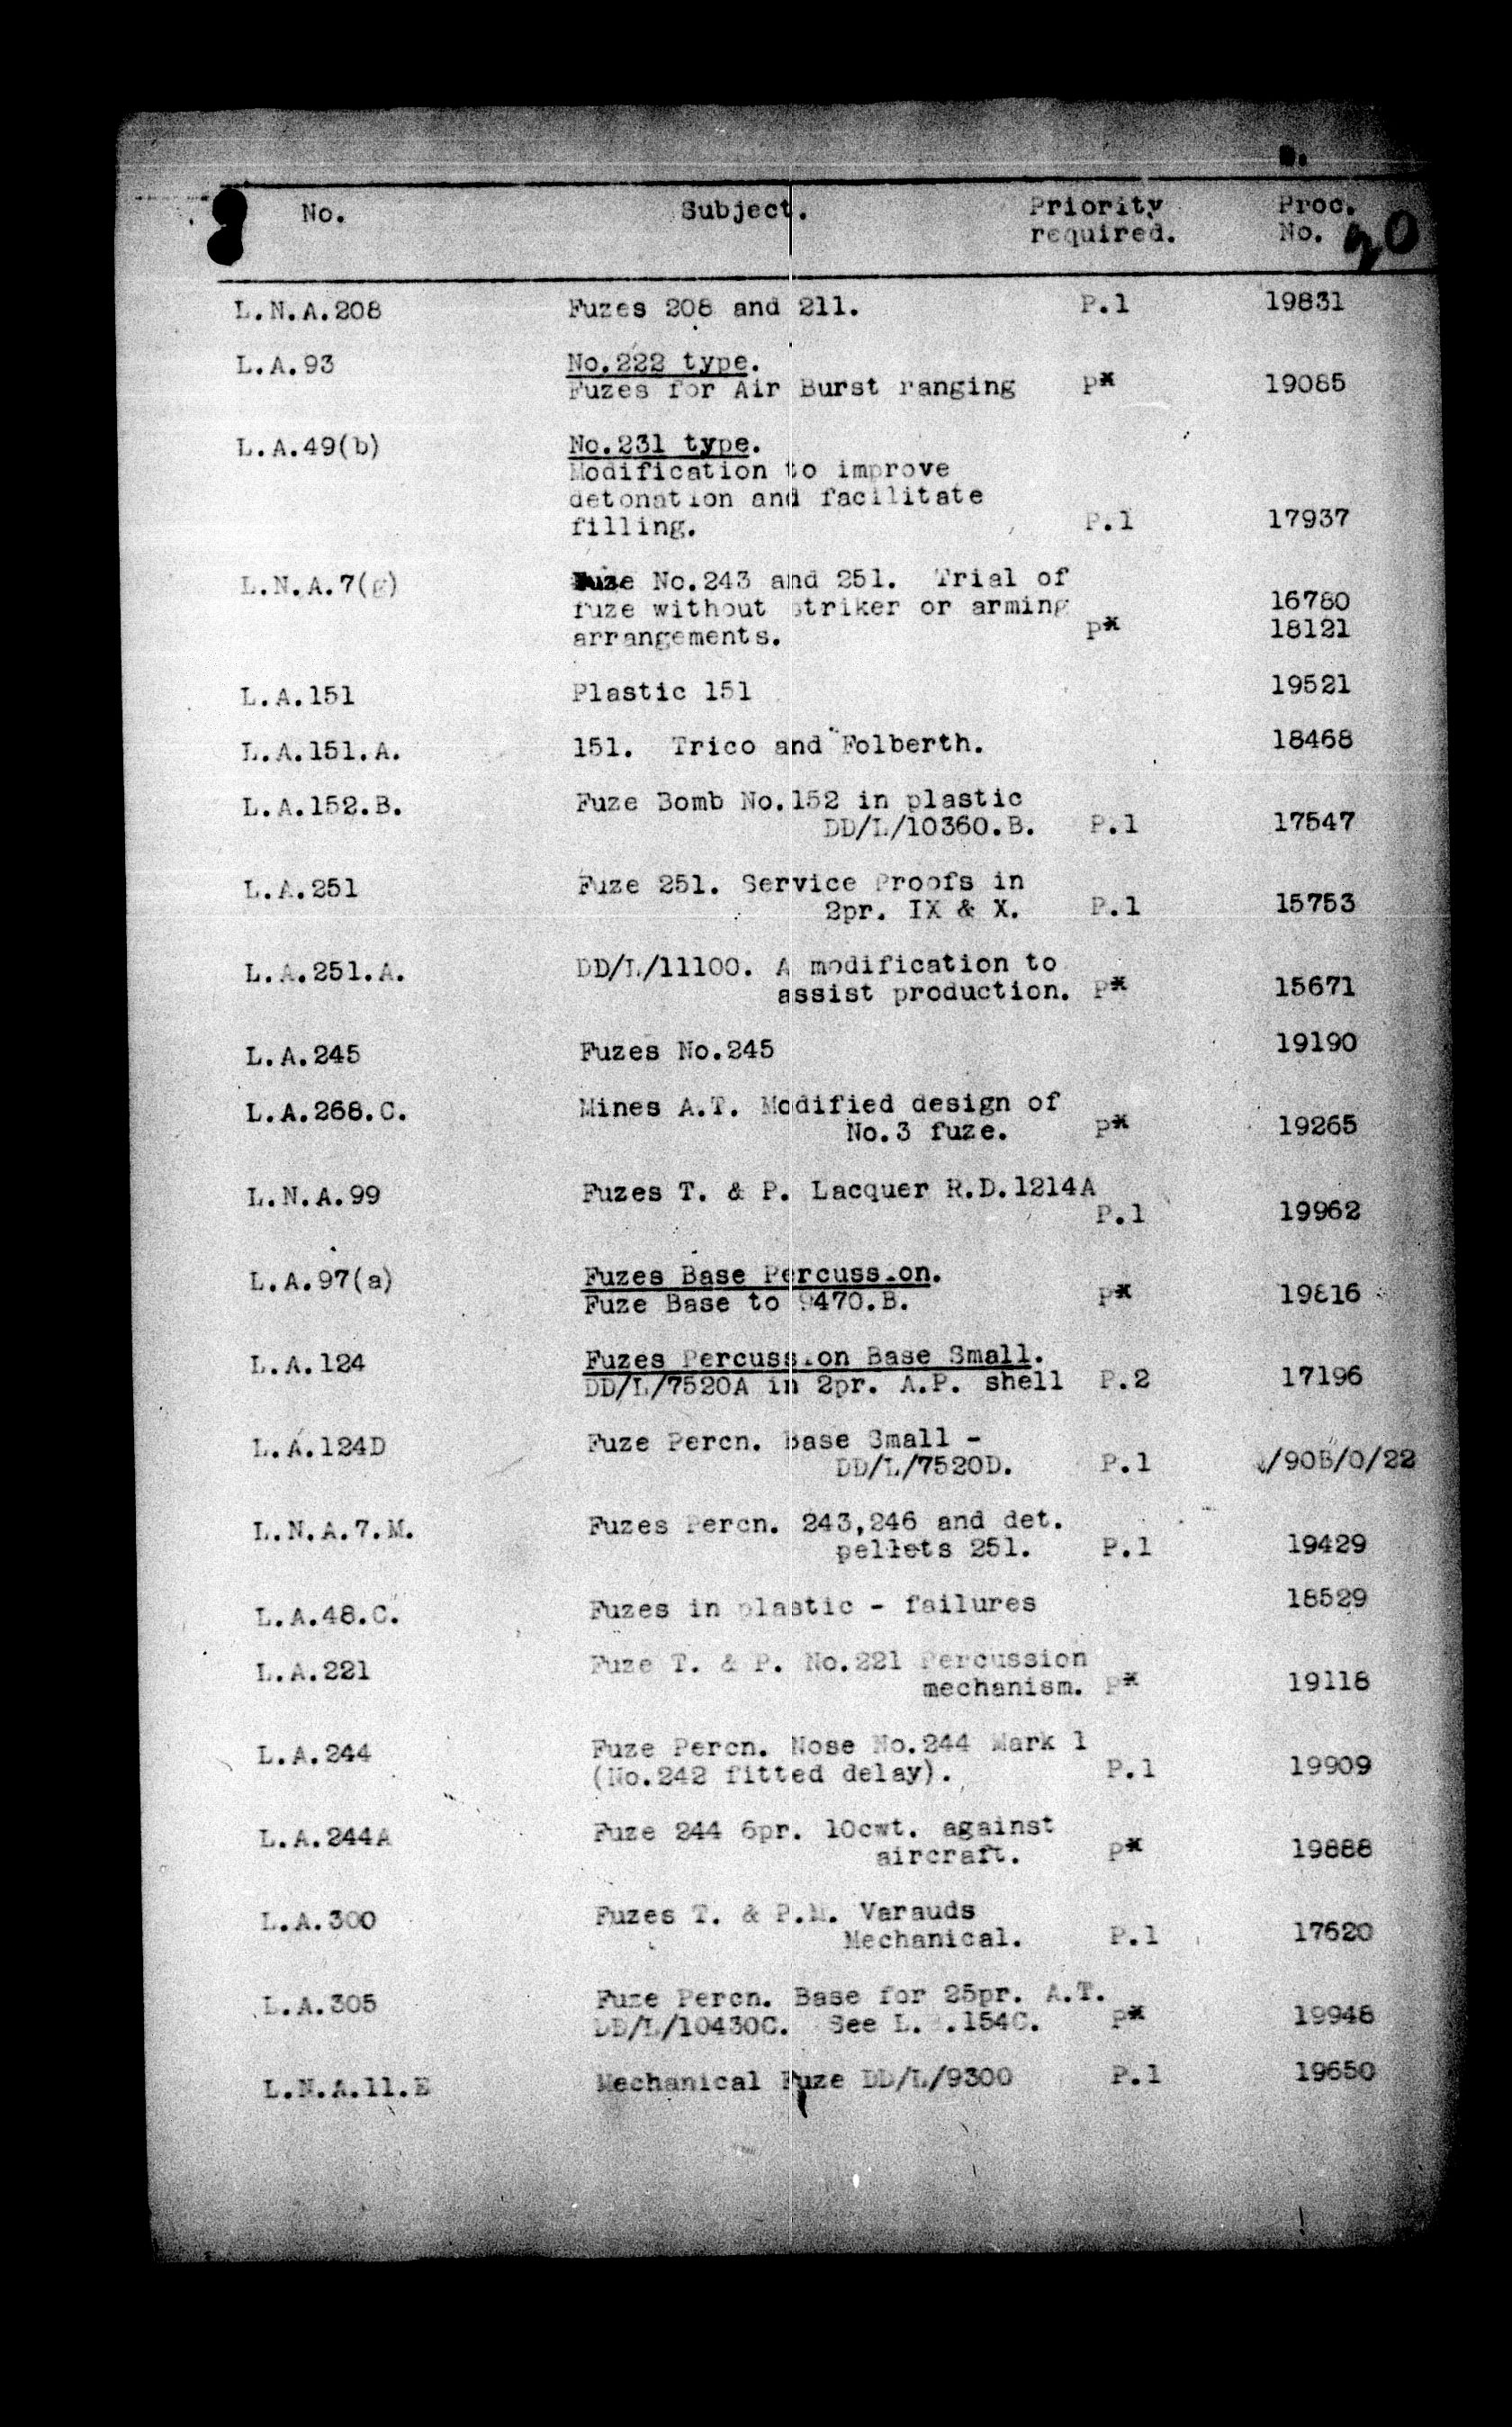 No. Subject. Priority Proc.
required. No. 20
L.N.A.208 Fuzes 208 and 211. P.1 19831
L.A.93 No.222 type.
Fuzes for Air Burst ranging P* 19085
L.A.49(b) No.231 type.
Modification to improve
detonation and facilitate
filling. P.1 17937
L.N.A.7(g) Fuze No.243 and 251. Trial of
fuze without striker or arming 16780
arrangements. P* 18121
L.A.151 Plastic 151 19521
L.A.151.A. 151. Trico and Folberth. 18468
L.A.152.B. Fuze Bomb No.152 in plastic
DD/L/10360.B. P.1 17547
L.A.251 Fuze 251. Service Proofs in
2pr. IX & X. P.1 15753
L.A.251.A. DD/L/11100. A modification to
assist production. P* 15671
L.A.245 Fuzes No.245 19190
L.A.268.C. Mines A.T. Modified design of
No.3 fuze. P* 19265
L.N.A.99 Fuzes T. & P. Lacquer R.D.1214A
P.1 19962
L.A.97(a) Fuzes Base Percussion.
Fuze Base to 9470.B. P* 19816
L.A.124 Fuzes Percussion Base Small.
DD/L/7520A in 2pr. A.P. shell P.2 17196
L.A.124D Fuze Percn. Base Small -
DD/L/7520D. P.1 /90B/0/22
L.N.A.7.M. Fuzes Percn. 243,246 and det.
pellets 251. P.1 19429
L.A.48.C. Fuzes in plastic - failures 18529
L.A.221 Fuze T. & P. No.221 Percussion
mechanism. P* 19118
L.A.244 Fuze Percn. Nose No.244 Mark 1
(No.242 fitted delay). P.1 19909
L.A.244A Fuze 244 6pr. 10cwt. against
aircraft. P* 19888
L.A.300 Fuzes T. & P.M. Varauds
Mechanical. P.1 17620
L.A.305 Fuze Percn. Base for 25pr. A.T.
DD/L/10430C. See L. .154C. P* 19948
L.N.A.11.E Mechanical Fuze DD/L/9300 P.1 19650